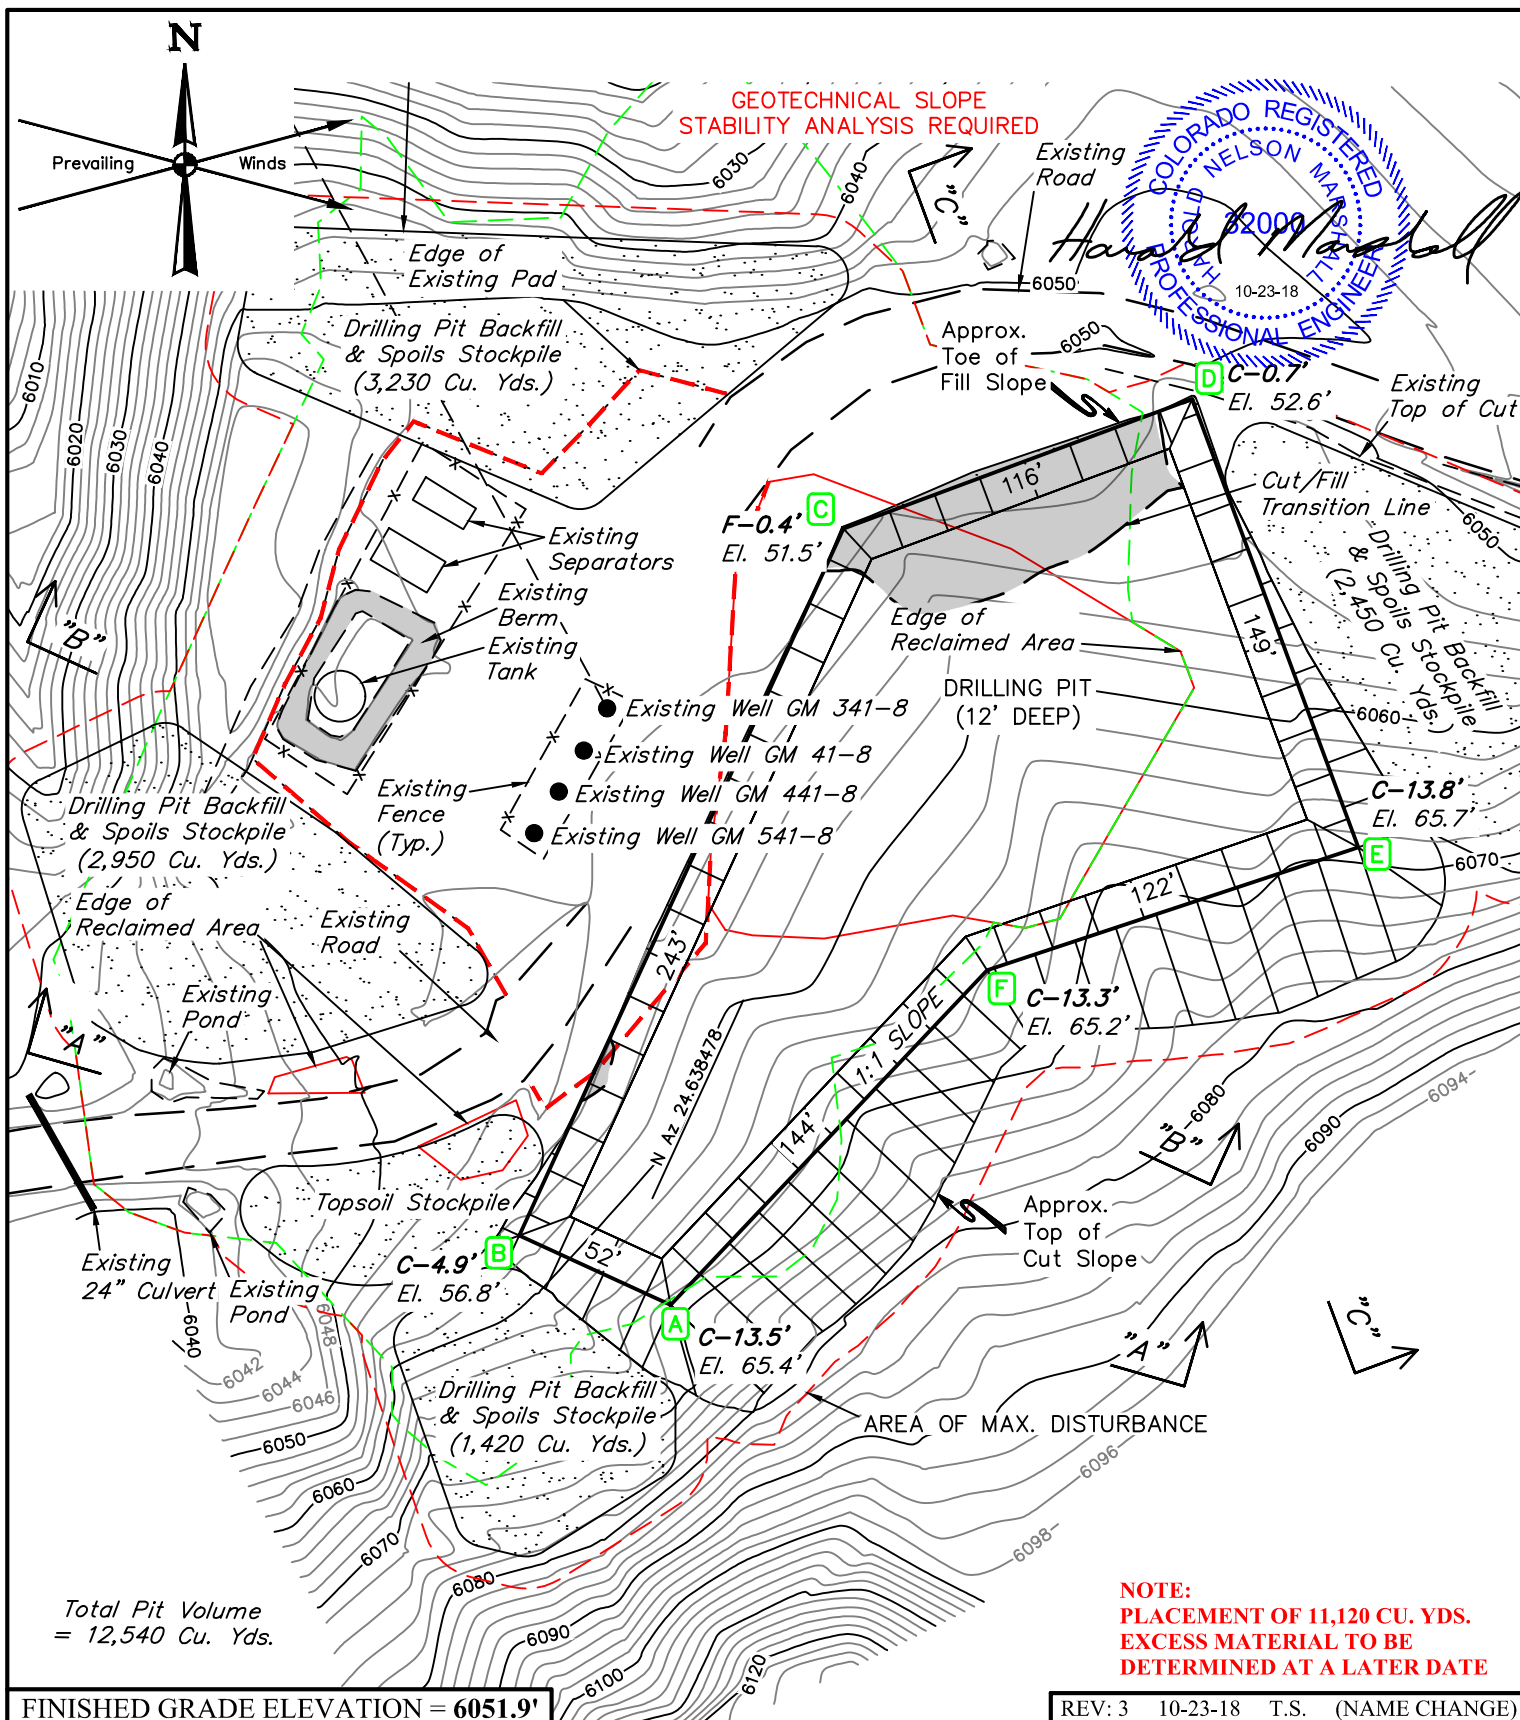 N
Prevailing
Winds
GEOTECHNICAL SLOPE
STABILITY ANALYSIS REQUIRED
COLORADO REGISTERED
PROFESSIONAL ENGINEER
HAROLD NELSON MARSHALL
32000
10-23-18
Harold Marshall
Existing
Road
6030
6040
"C"
Edge of
Existing Pad
6050
6050
Drilling Pit Backfill
& Spoils Stockpile
(3,230 Cu. Yds.)
Approx.
Toe of
Fill Slope
D
C-0.7'
El. 52.6'
Existing
Top of Cut
6010
6020
6030
6040
116'
Cut/Fill
Transition Line
C
F-0.4'
El. 51.5'
6050
Existing
Separators
Drilling Pit Backfill
& Spoils Stockpile
(2,450 Cu. Yds.)
Existing
Berm
Existing
Tank
"B"
Edge of
Reclaimed Area
149'
DRILLING PIT
(12' DEEP)
Existing Well GM 341-8
Existing Well GM 41-8
Existing Well GM 441-8
Existing Well GM 541-8
6060
Existing
Fence
(Typ.)
C-13.8'
El. 65.7'
E
6070
Drilling Pit Backfill
& Spoils Stockpile
(2,950 Cu. Yds.)
122'
Edge of
Reclaimed Area
Existing
Road
243'
F
C-13.3'
El. 65.2'
Existing
Pond
"A"
1:1 SLOPE
N Az 24.638478
144'
6080
6090
6094
"B"
Topsoil Stockpile
Approx.
Top of
Cut Slope
B
C-4.9'
El. 56.8'
52'
Existing
24" Culvert
Existing
Pond
A
C-13.5'
El. 65.4'
"A"
"C"
6040
6042
6044
6046
6048
6050
6060
6070
6080
6090
6100
6120
Drilling Pit Backfill
& Spoils Stockpile
(1,420 Cu. Yds.)
AREA OF MAX. DISTURBANCE
6096
6098
Total Pit Volume
= 12,540 Cu. Yds.
NOTE:
PLACEMENT OF 11,120 CU. YDS.
EXCESS MATERIAL TO BE
DETERMINED AT A LATER DATE
FINISHED GRADE ELEVATION = 6051.9'
REV: 3 10-23-18 T.S. (NAME CHANGE)